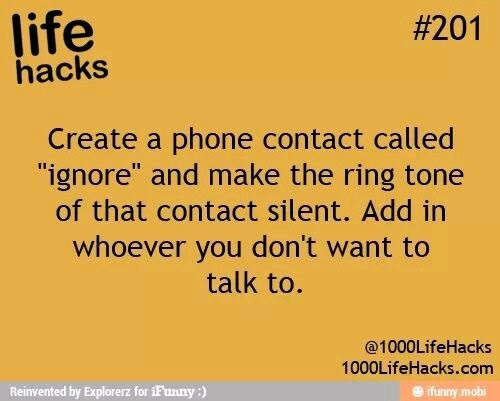 life
hacks
#201
Create a phone contact called
"ignore" and make the ring tone
of that contact silent. Add in
whoever you don't want to
talk to.
@1000LifeHacks
1000LifeHacks.com
Reinvented by Explorerz for iFunny :)
ifunny.mobi